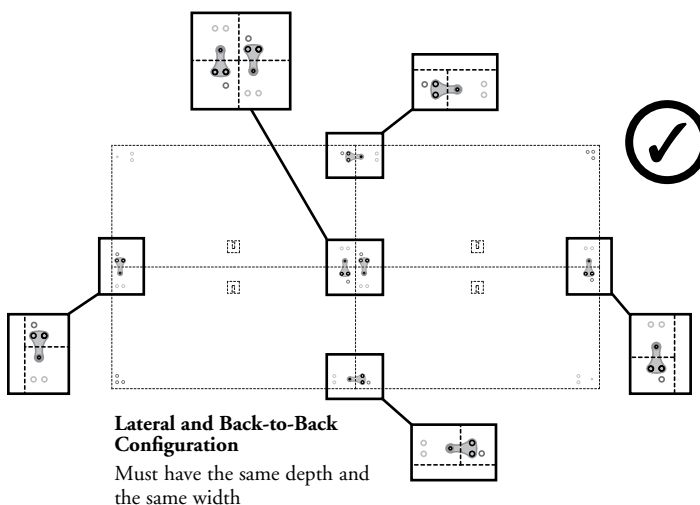 Lateral and Back-to-Back
Configuration
Must have the same depth and
the same width